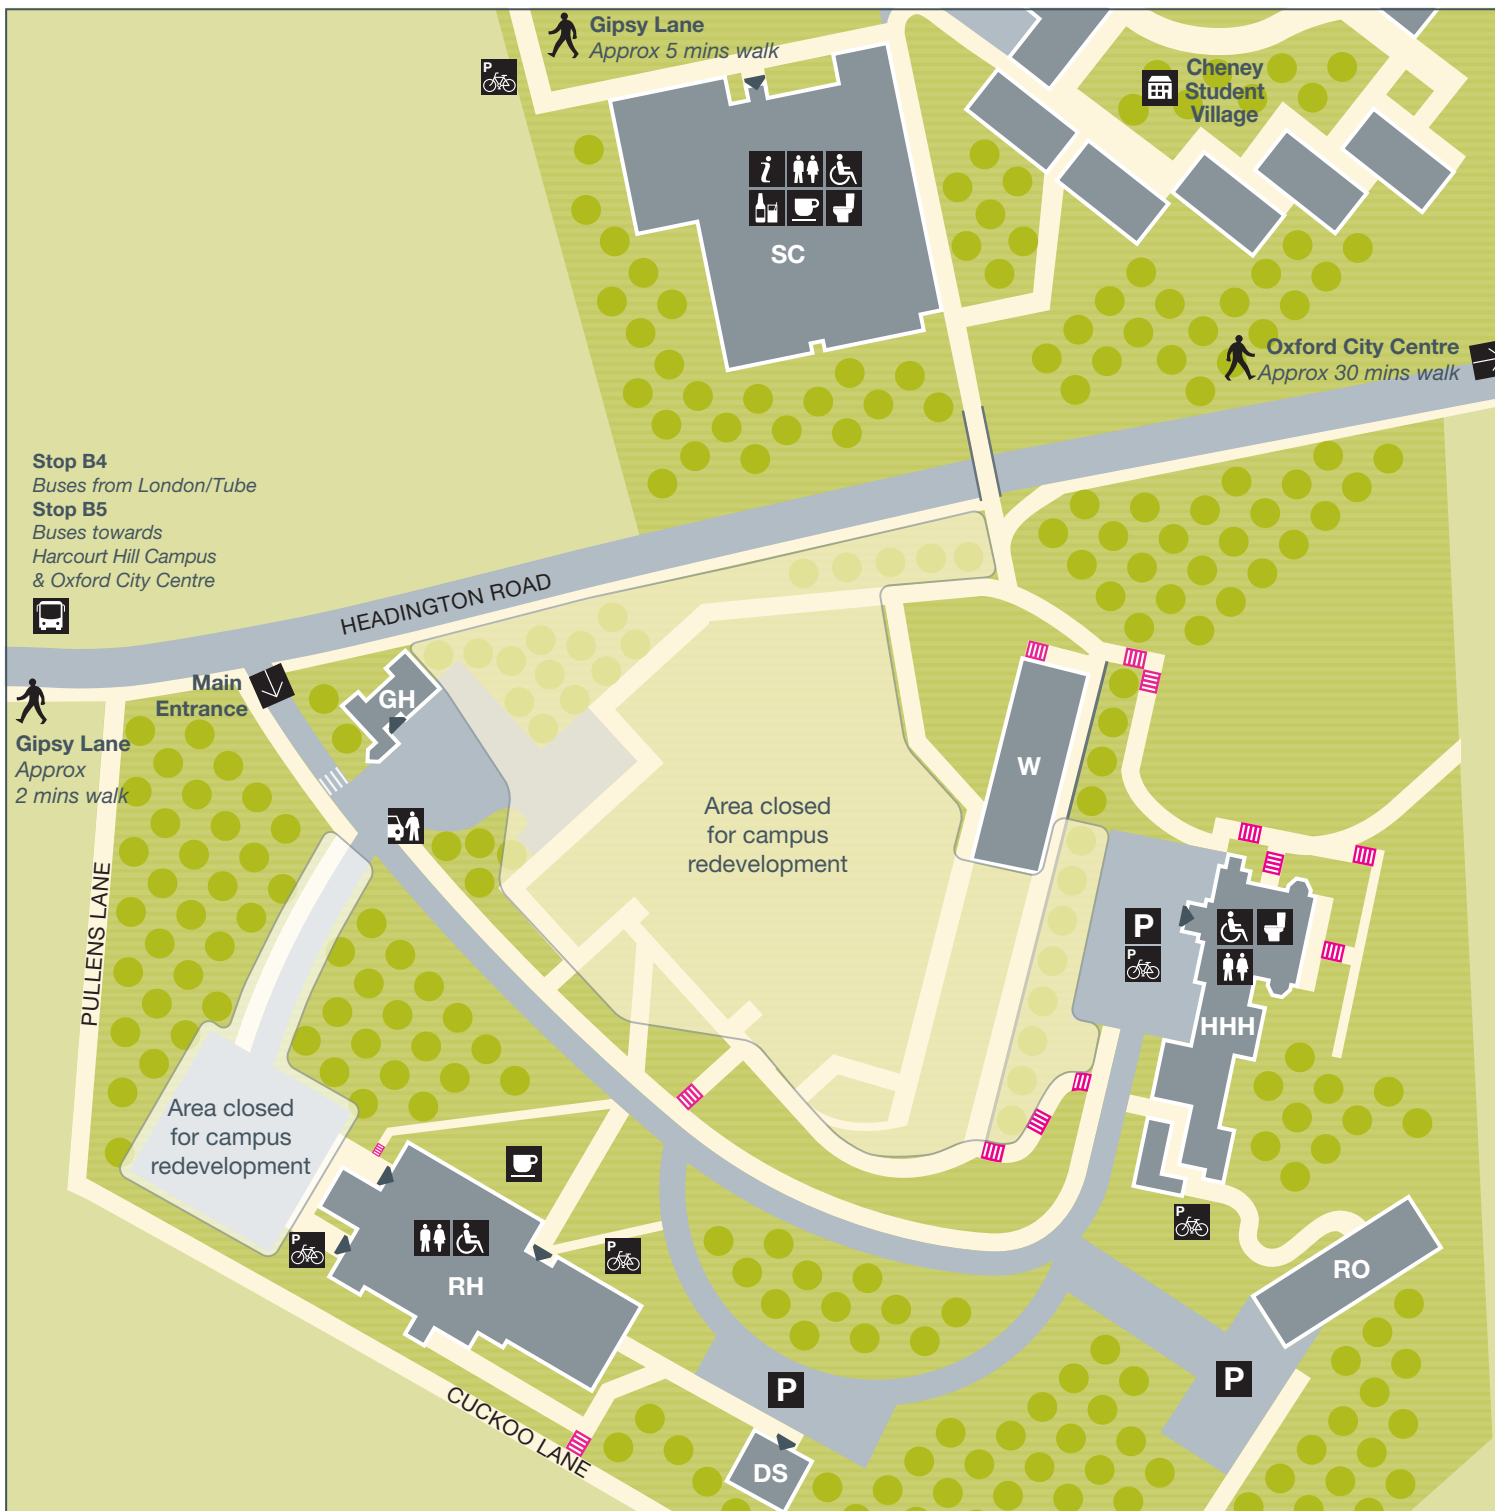 Gipsy Lane
Approx 5 mins walk
P
Cheney
Student
Village
i
SC
Oxford City Centre
Approx 30 mins walk
Stop B4
Buses from London/Tube
Stop B5
Buses towards
Harcourt Hill Campus
& Oxford City Centre
HEADINGTON ROAD
Main
Entrance
GH
Gipsy Lane
Approx
2 mins walk
W
Area closed
for campus
redevelopment
PULLENS LANE
P
P
HHH
Area closed
for campus
redevelopment
P
P
P
RH
RO
P
P
CUCKOO LANE
DS